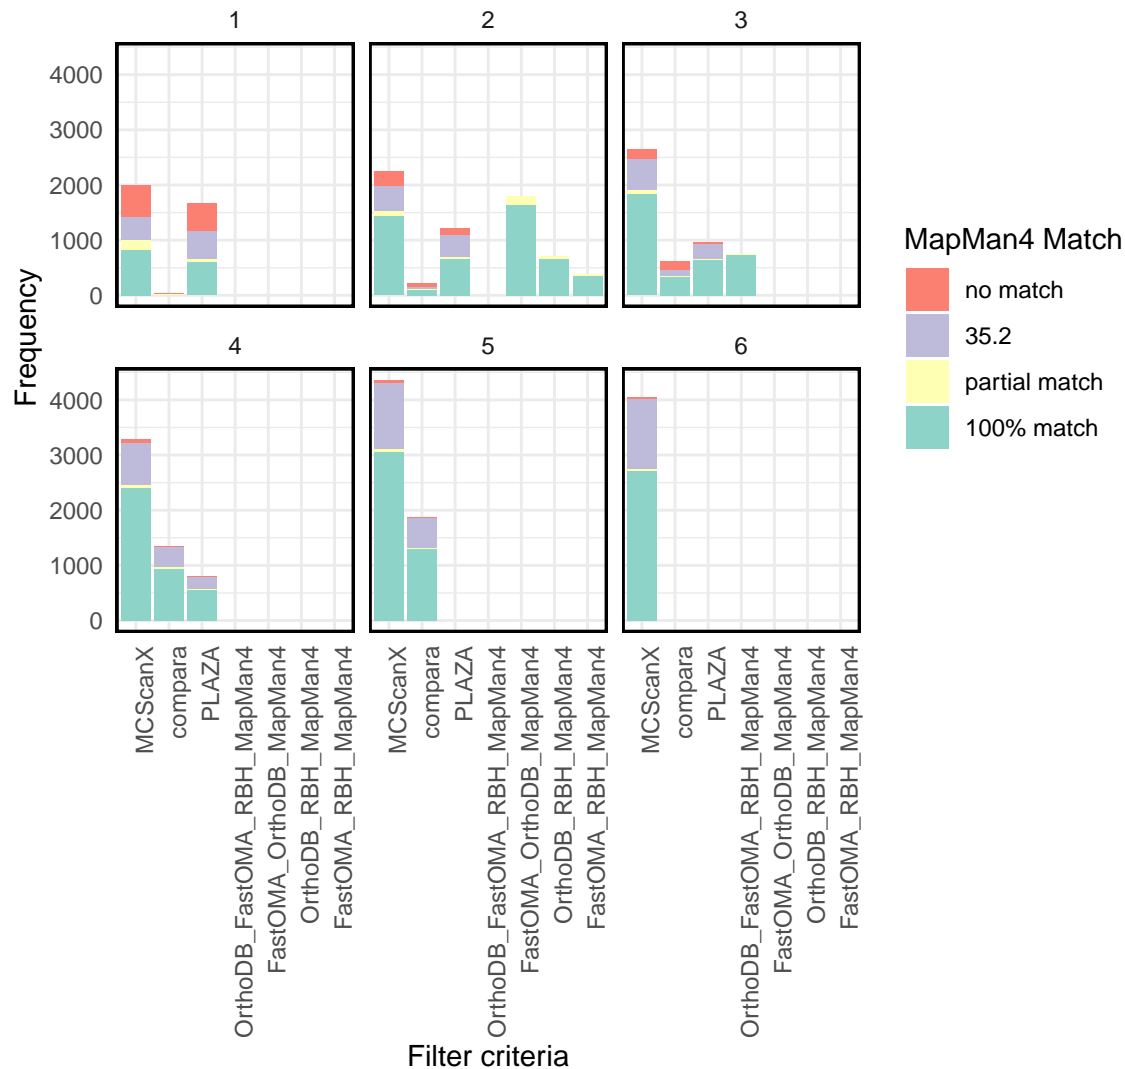 1
2
3
4000
3000
2000
1000
0
4
5
6
4000
3000
2000
1000
0
Frequency
MCScanX
compara
PLAZA
OrthoDB_FastOMA_RBH_MapMan4
FastOMA_OrthoDB_MapMan4
OrthoDB_RBH_MapMan4
FastOMA_RBH_MapMan4
MCScanX
compara
PLAZA
OrthoDB_FastOMA_RBH_MapMan4
FastOMA_OrthoDB_MapMan4
OrthoDB_RBH_MapMan4
FastOMA_RBH_MapMan4
MCScanX
compara
PLAZA
OrthoDB_FastOMA_RBH_MapMan4
FastOMA_OrthoDB_MapMan4
OrthoDB_RBH_MapMan4
FastOMA_RBH_MapMan4
Filter criteria
MapMan4 Match
no match
35.2
partial match
100% match